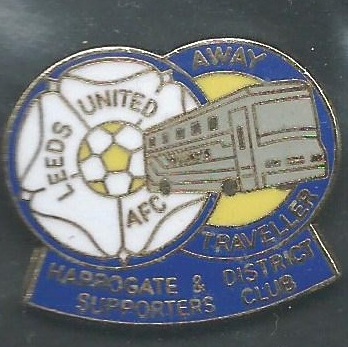 LEEDS UNITED AFC
AWAY TRAVELLER
HARROGATE & DISTRICT
SUPPORTERS CLUB